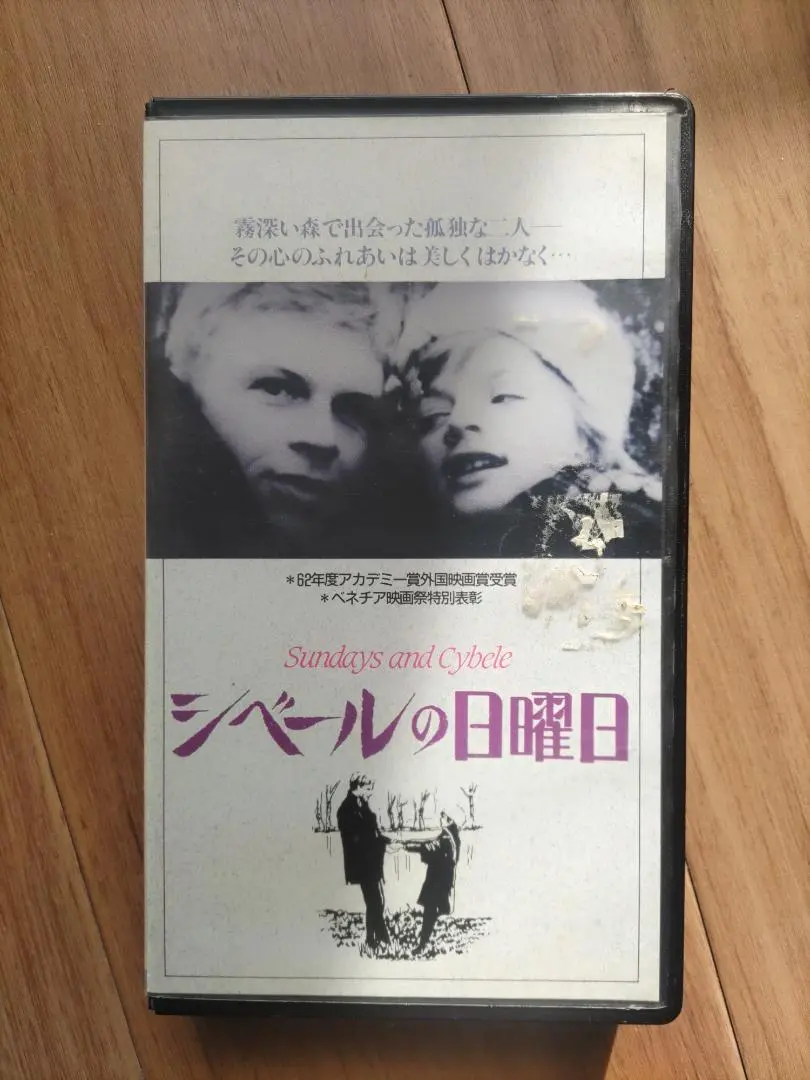 霧深い森で出会った孤独な二人──
その心のふれあいは美しくはかなく…
＊62年度アカデミー賞外国映画賞受賞
＊ベネチア映画祭特別表彰
Sundays and Cybele
シベールの日曜日